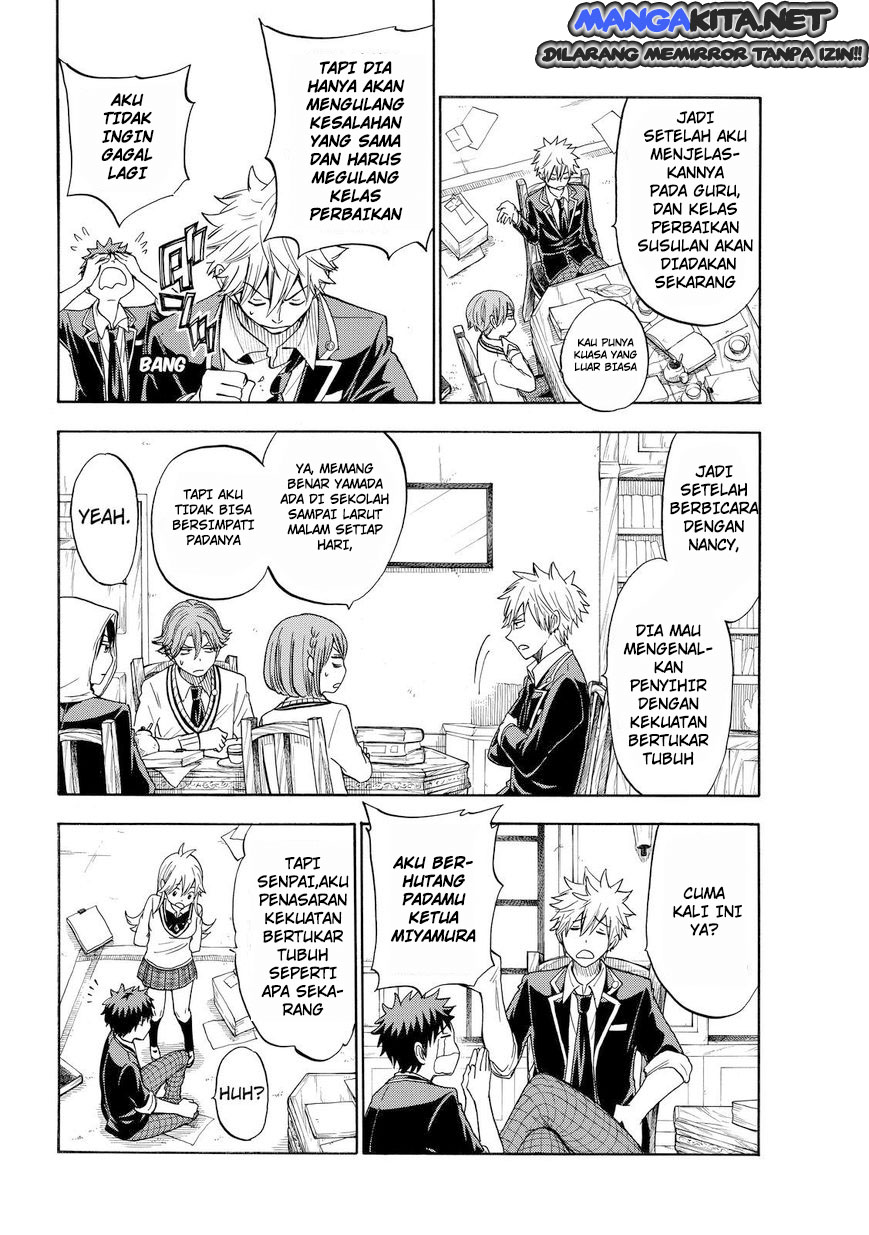 MANGAKITA.NET
DILARANG MEMIRROR TANPA IZIN!!
JADI
SETELAH AKU
MENJELAS-
KANNYA
PADA GURU,
DAN KELAS
PERBAIKAN
SUSULAN AKAN
DIADAKAN
SEKARANG
KAU PUNYA
KUASA YANG
LUAR BIASA
TAPI DIA
HANYA AKAN
MENGULANG
KESALAHAN
YANG SAMA
DAN HARUS
MEGULANG
KELAS
PERBAIKAN
AKU
TIDAK
INGIN
GAGAL
LAGI
BANG
JADI
SETELAH
BERBICARA
DENGAN
NANCY,
DIA MAU
MENGENAL-
KAN
PENYIHIR
DENGAN
KEKUATAN
BERTUKAR
TUBUH
YA, MEMANG
BENAR YAMADA
ADA DI SEKOLAH
SAMPAI LARUT
MALAM SETIAP
HARI,
TAPI AKU
TIDAK BISA
BERSIMPATI
PADANYA
YEAH.
CUMA
KALI INI
YA?
AKU BER-
HUTANG
PADAMU
KETUA
MIYAMURA
TAPI
SENPAI,AKU
PENASARAN
KEKUATAN
BERTUKAR
TUBUH
SEPERTI
APA SEKA-
RANG
HUH?